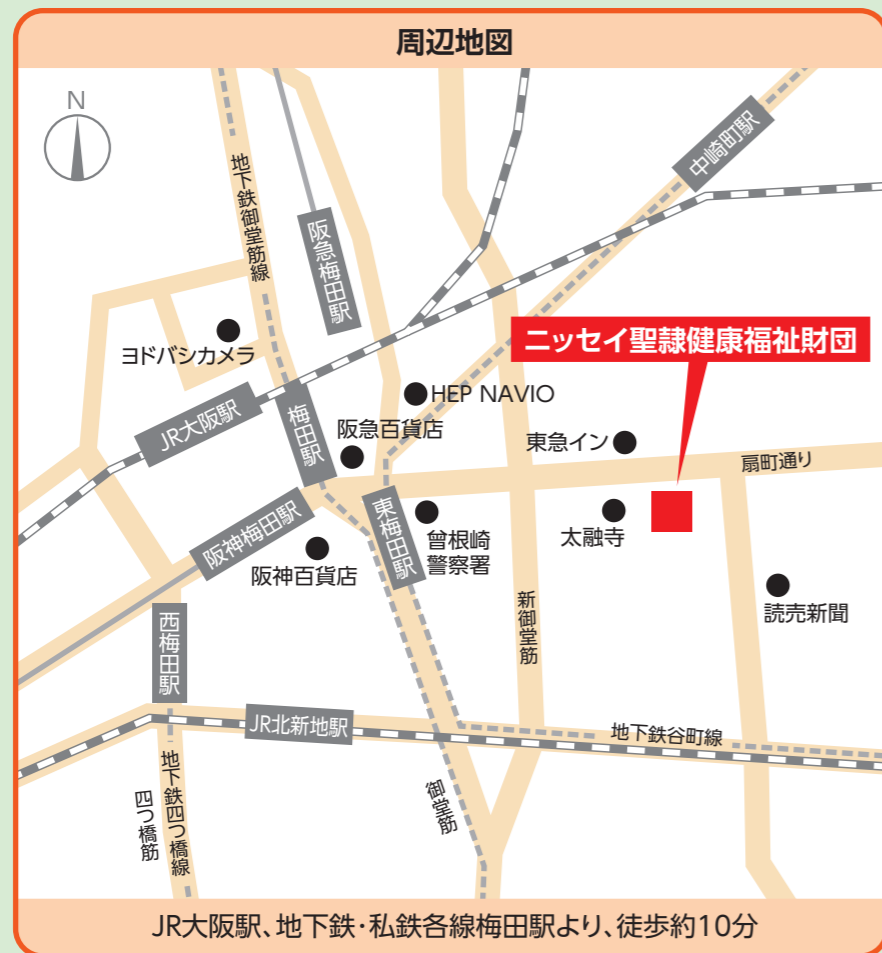 周辺地図
N
地下鉄御堂筋線
阪急梅田駅
中崎町駅
ヨドバシカメラ
ニッセイ聖隷健康福祉財団
JR大阪駅
梅田駅
HEP NAVIO
阪急百貨店
東急イン
扇町通り
阪神梅田駅
東梅田駅
曾根崎
警察署
太融寺
阪神百貨店
新御堂筋
読売新聞
西梅田駅
JR北新地駅
地下鉄谷町線
四つ橋筋
地下鉄四つ橋線
御堂筋
JR大阪駅、地下鉄・私鉄各線梅田駅より、徒歩約10分